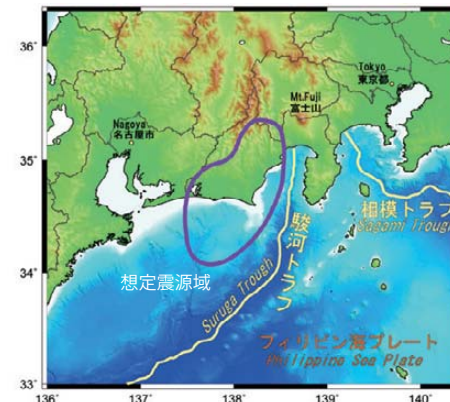 36°
Tokyo
東京都
Mt.Fuji
富士山
Nagoya
名古屋市
35°
相模トラフ
Sagami Trough
駿河トラフ
34°
想定震源域
Suruga Trough
フィリピン海プレート
Philippine Sea Plate
33°
136°
137°
138°
139°
140°